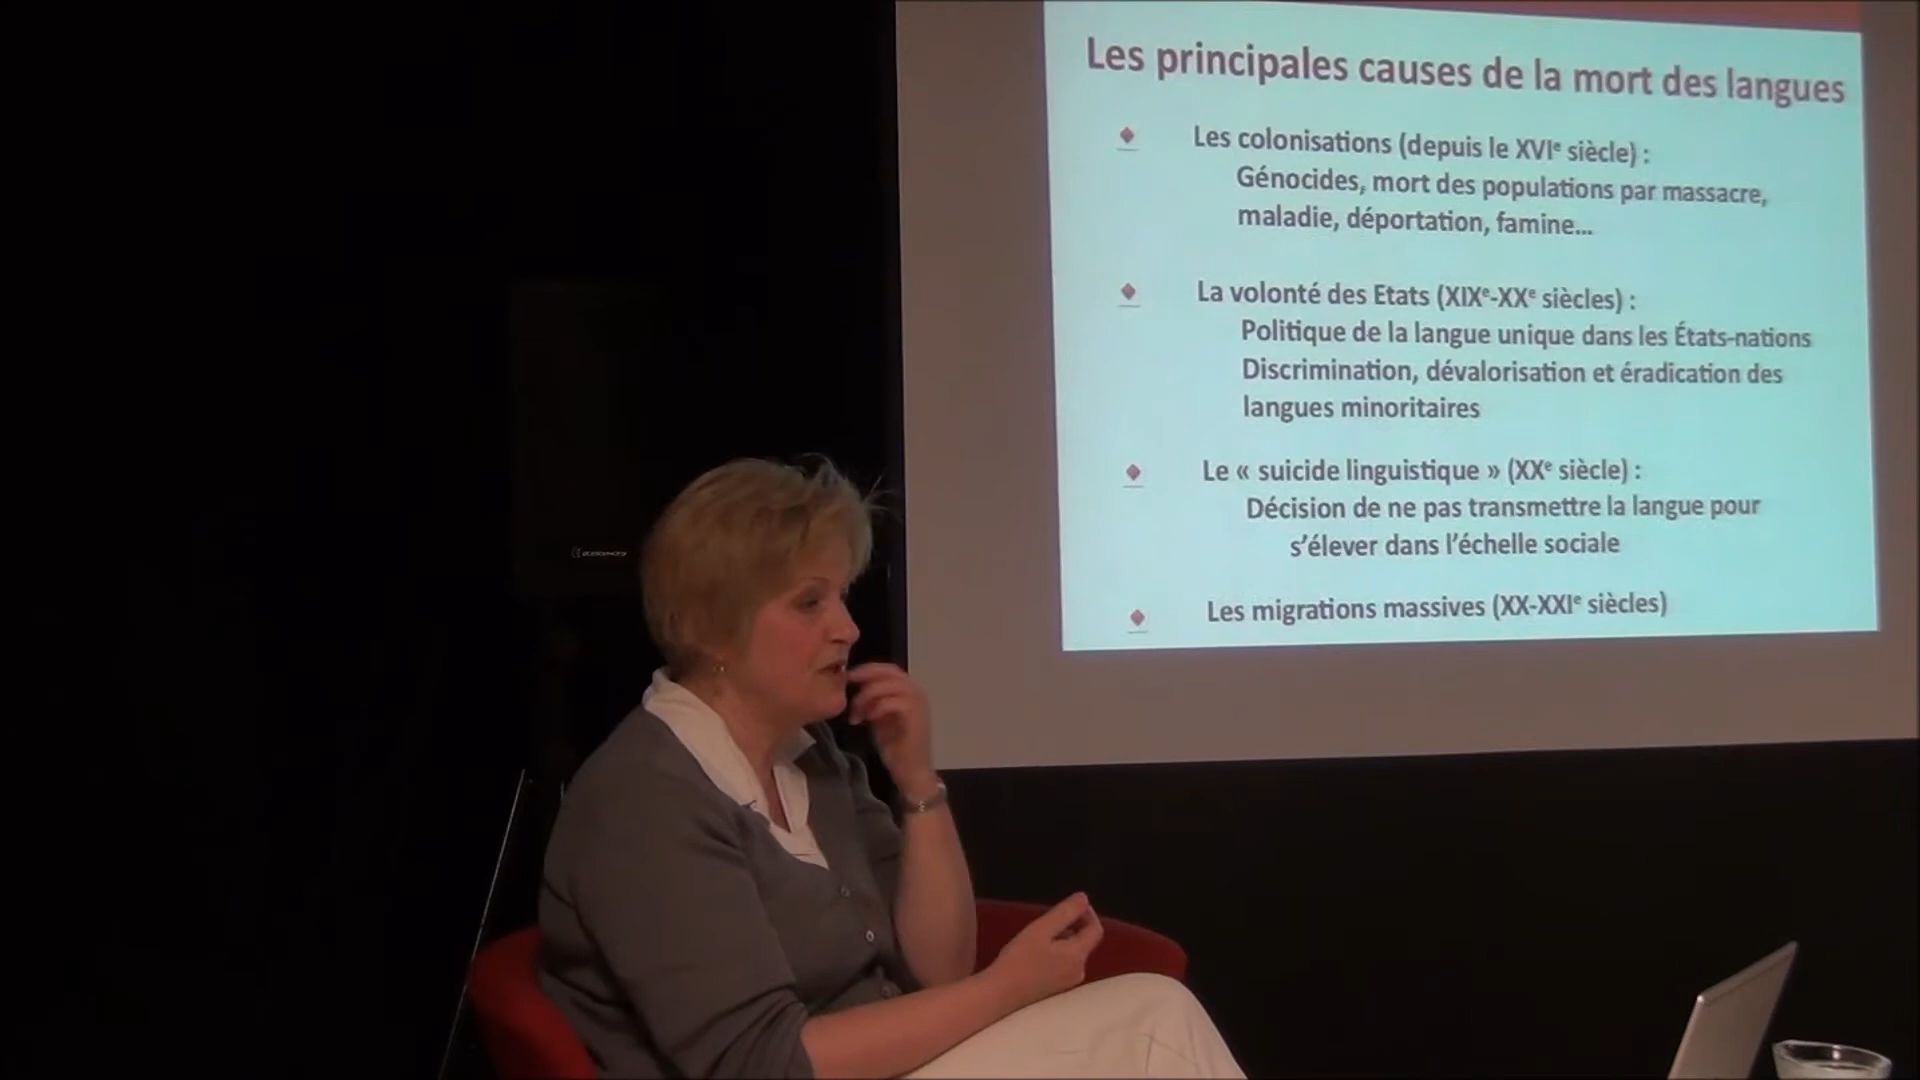 Les principales causes de la mort des langues
Les colonisations (depuis le XVIe siècle) :
Génocides, mort des populations par massacre,
maladie, déportation, famine...
La volonté des Etats (XIXe-XXe siècles) :
Politique de la langue unique dans les États-nations
Discrimination, dévalorisation et éradication des
langues minoritaires
Le « suicide linguistique » (XXe siècle) :
Décision de ne pas transmettre la langue pour
s’élever dans l’échelle sociale
Les migrations massives (XX-XXIe siècles)